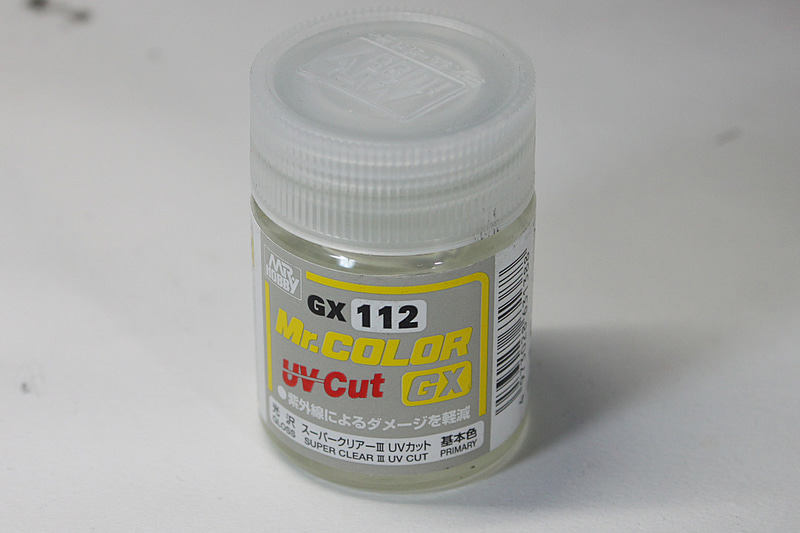 MR.
HOBBY
GX 112
Mr.COLOR
UV Cut GX
●紫外線によるダメージを軽減
光沢 スーパークリアーⅢ UVカット 基本色
GLOSS SUPER CLEAR Ⅲ UV CUT PRIMARY